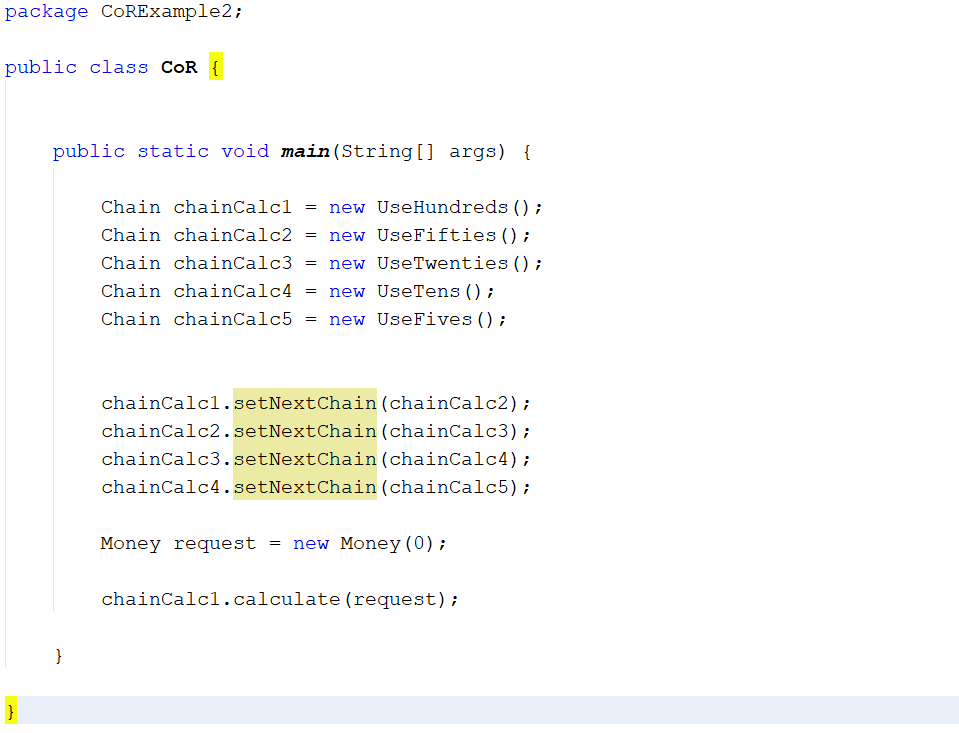 package CoRExample2;
public class CoR {
public static void main(String[] args) {
Chain chainCalc1 = new UseHundreds();
Chain chainCalc2 = new UseFifties();
Chain chainCalc3 = new UseTwenties();
Chain chainCalc4 = new UseTens();
Chain chainCalc5 = new UseFives();
chainCalc1.setNextChain(chainCalc2);
chainCalc2.setNextChain(chainCalc3);
chainCalc3.setNextChain(chainCalc4);
chainCalc4.setNextChain(chainCalc5);
Money request = new Money(0);
chainCalc1.calculate(request);
}
}